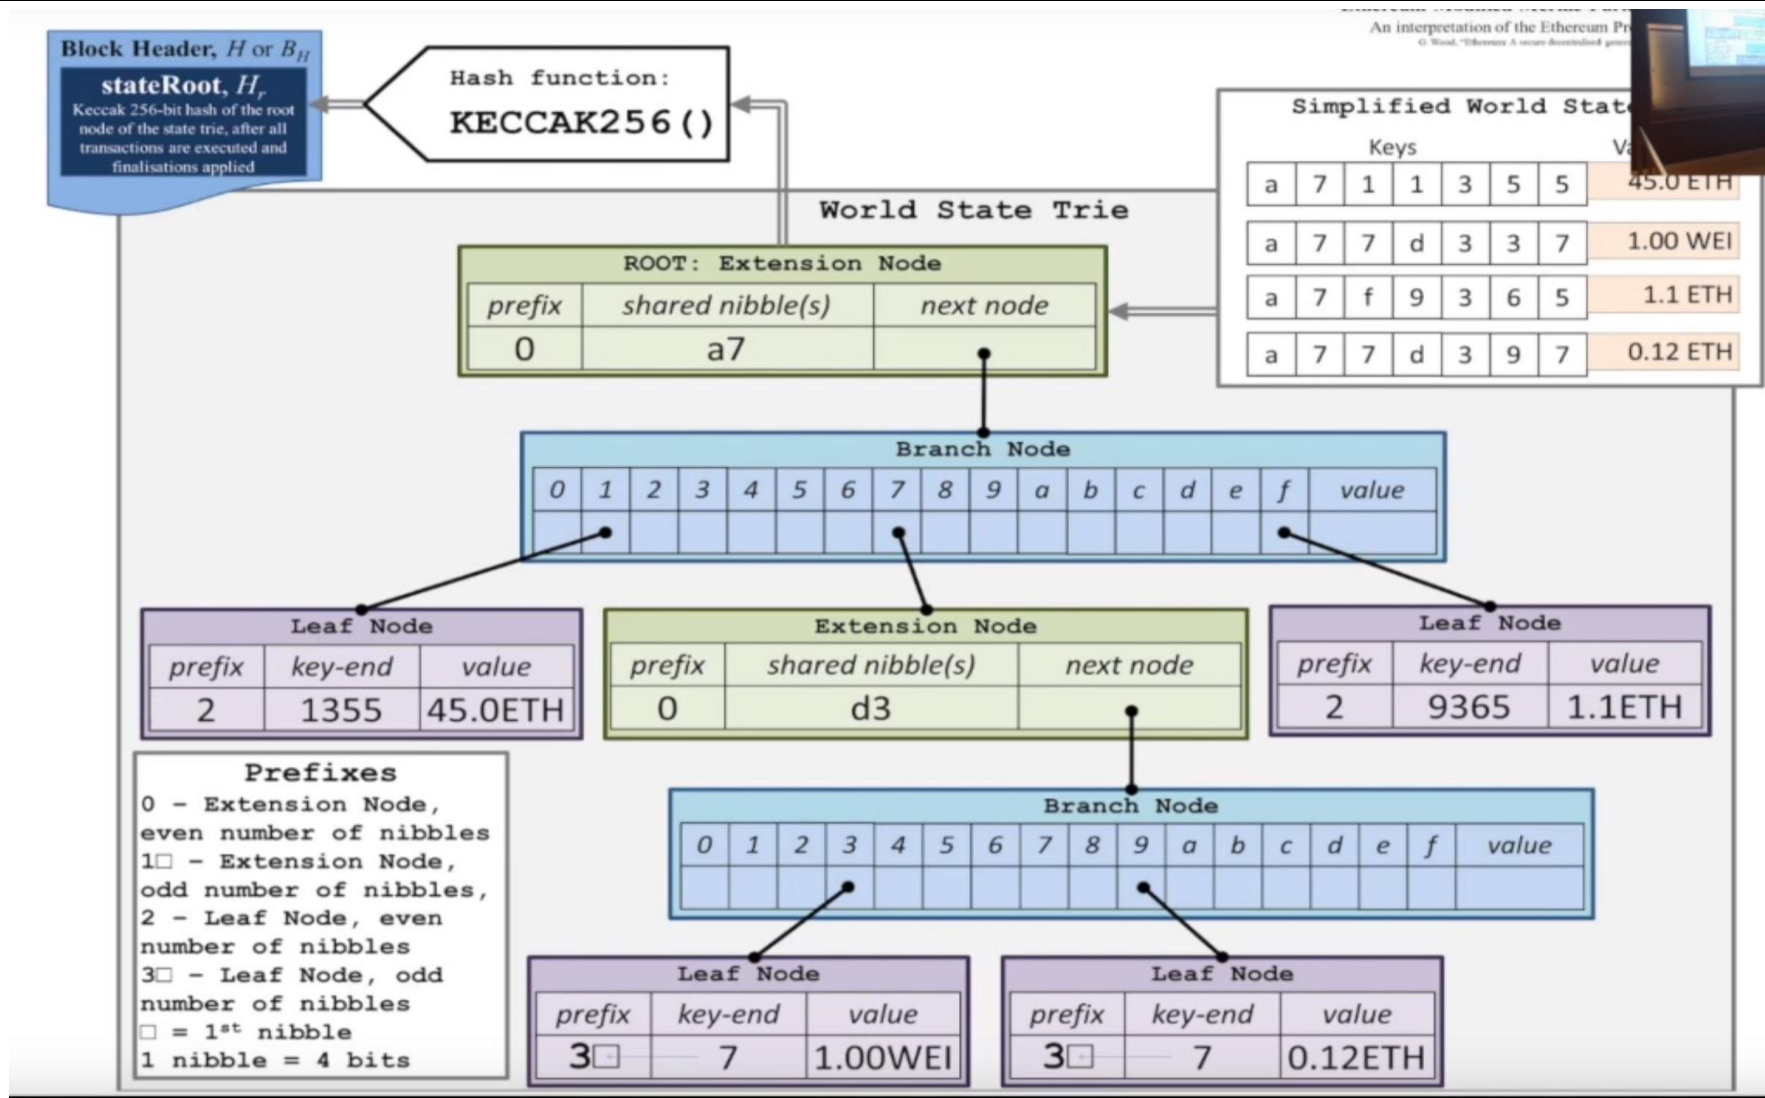 An interpretation of the Ethereum
Block Header, H or B_H
stateRoot, H_r
Keccak 256-bit hash of the root
node of the state trie, after all
transactions are executed and
finalisations applied
Hash function:
KECCAK256()
Simplified World State
Keys
a 7 1 1 3 5 5 45.0 ETH
a 7 7 d 3 3 7 1.00 WEI
a 7 f 9 3 6 5 1.1 ETH
a 7 7 d 3 9 7 0.12 ETH
World State Trie
ROOT: Extension Node
prefix shared nibble(s) next node
0 a7
Branch Node
0 1 2 3 4 5 6 7 8 9 a b c d e f value
Leaf Node
prefix key-end value
2 1355 45.0ETH
Extension Node
prefix shared nibble(s) next node
0 d3
Leaf Node
prefix key-end value
2 9365 1.1ETH
Prefixes
0 - Extension Node,
even number of nibbles
1□ - Extension Node,
odd number of nibbles,
2 - Leaf Node, even
number of nibbles
3□ - Leaf Node, odd
number of nibbles
□ = 1st nibble
1 nibble = 4 bits
Branch Node
0 1 2 3 4 5 6 7 8 9 a b c d e f value
Leaf Node
prefix key-end value
3□ 7 1.00WEI
Leaf Node
prefix key-end value
3□ 7 0.12ETH